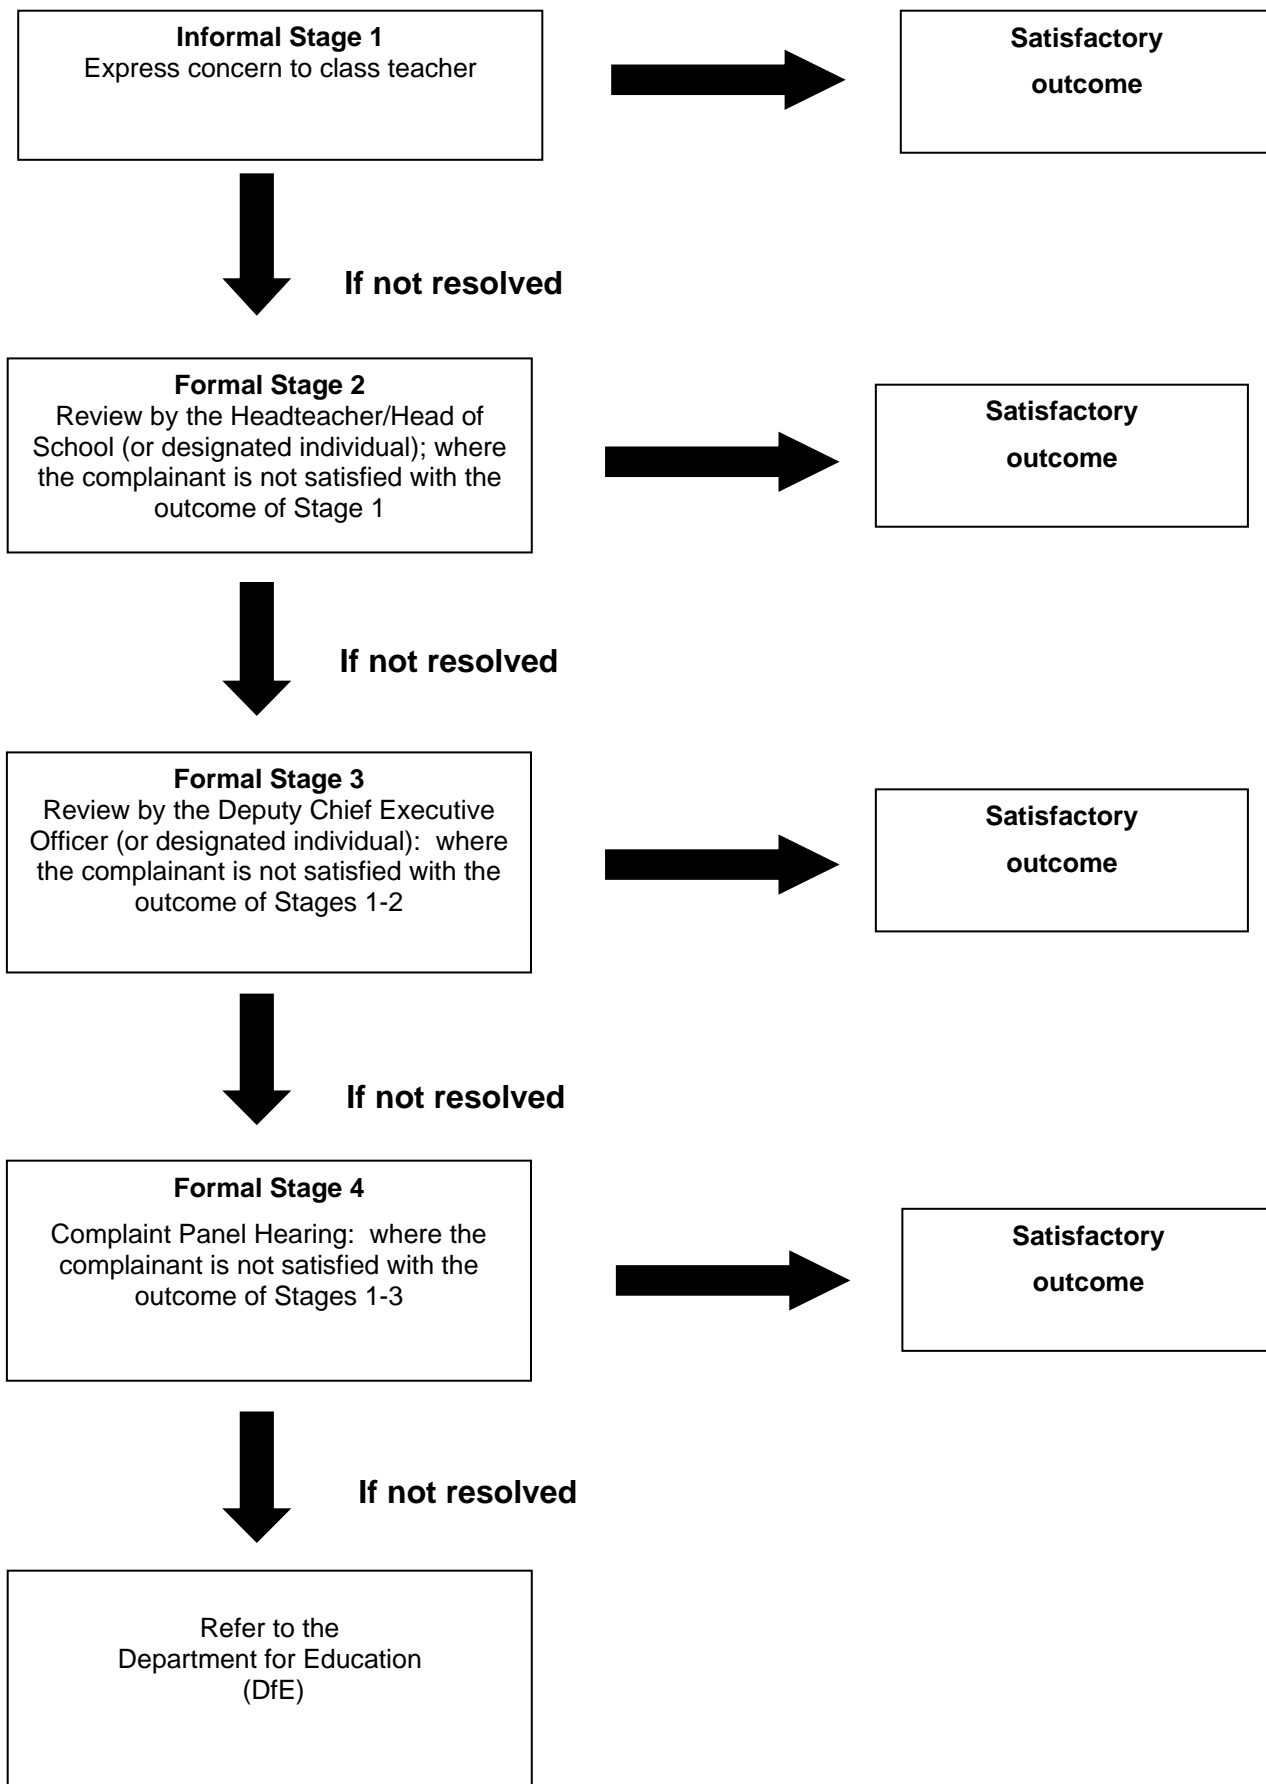 Informal Stage 1
Express concern to class teacher
Satisfactory
outcome
If not resolved
Formal Stage 2
Review by the Headteacher/Head of
School (or designated individual); where
the complainant is not satisfied with the
outcome of Stage 1
Satisfactory
outcome
If not resolved
Formal Stage 3
Review by the Deputy Chief Executive
Officer (or designated individual):  where
the complainant is not satisfied with the
outcome of Stages 1-2
Satisfactory
outcome
If not resolved
Formal Stage 4
Complaint Panel Hearing:  where the
complainant is not satisfied with the
outcome of Stages 1-3
Satisfactory
outcome
If not resolved
Refer to the
Department for Education
(DfE)